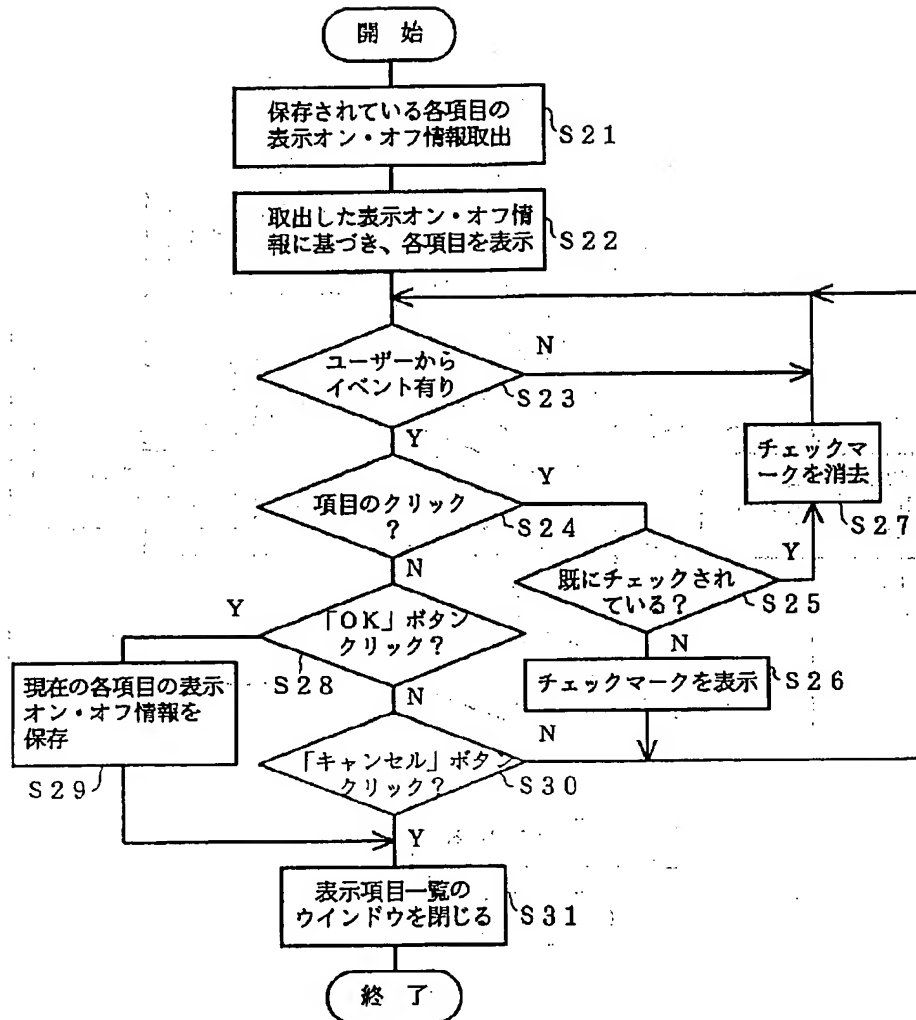 開 始
保存されている各項目の
表示オン・オフ情報取出
S21
取出した表示オン・オフ情
報に基づき、各項目を表示
S22
ユーザーから
イベント有り
N
S23
Y
チェックマ
ークを消去
S27
項目のクリック
?
Y
S24
N
既にチェックされ
ている?
Y
S25
N
「OK」ボタン
クリック?
Y
S28
N
チェックマークを表示
S26
現在の各項目の表示
オン・オフ情報を
保存
S29
「キャンセル」ボタン
クリック?
N
S30
Y
表示項目一覧の
ウインドウを閉じる
S31
終 了